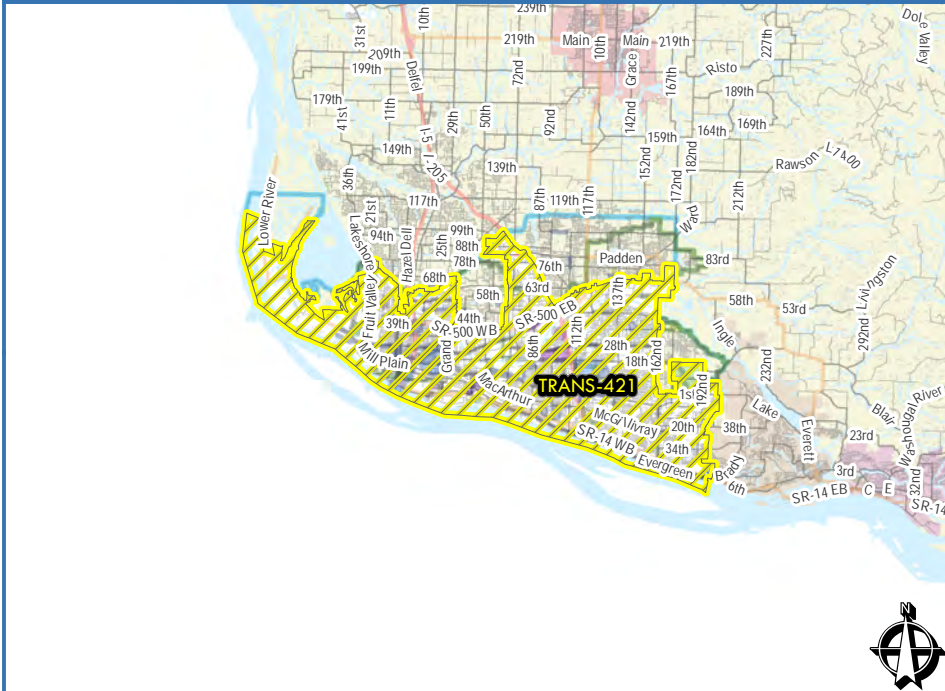 239th
Dole Valley
10th
31st
209th
219th
Main
10th
Main
219th
227th
199th
Delfel
72nd
Grace
167th
Risto
189th
179th
41st
11th
I-5
29th
50th
92nd
142nd
159th
164th
169th
149th
I-205
139th
152nd
182nd
Rawson
L-1400
36th
117th
87th
119th
117th
172nd
212th
Lower River
21st
Lakeshore
94th
Hazel Dell
25th
99th
88th
78th
Ward
76th
Padden
83rd
68th
63rd
137th
58th
58th
53rd
Livingston
Fruit Valley
39th
44th
SR-500 WB
SR-500 EB
112th
86th
28th
18th
162nd
Ingle
232nd
292nd
Mill Plain
Grand
MacArthur
TRANS-421
1st
192nd
Lake
Blair
Washougal River
McGillivray
20th
38th
Everett
23rd
SR-14 WB
34th
Evergreen
Brady
6th
3rd
SR-14 EB
C
E
32nd
SR-14
N